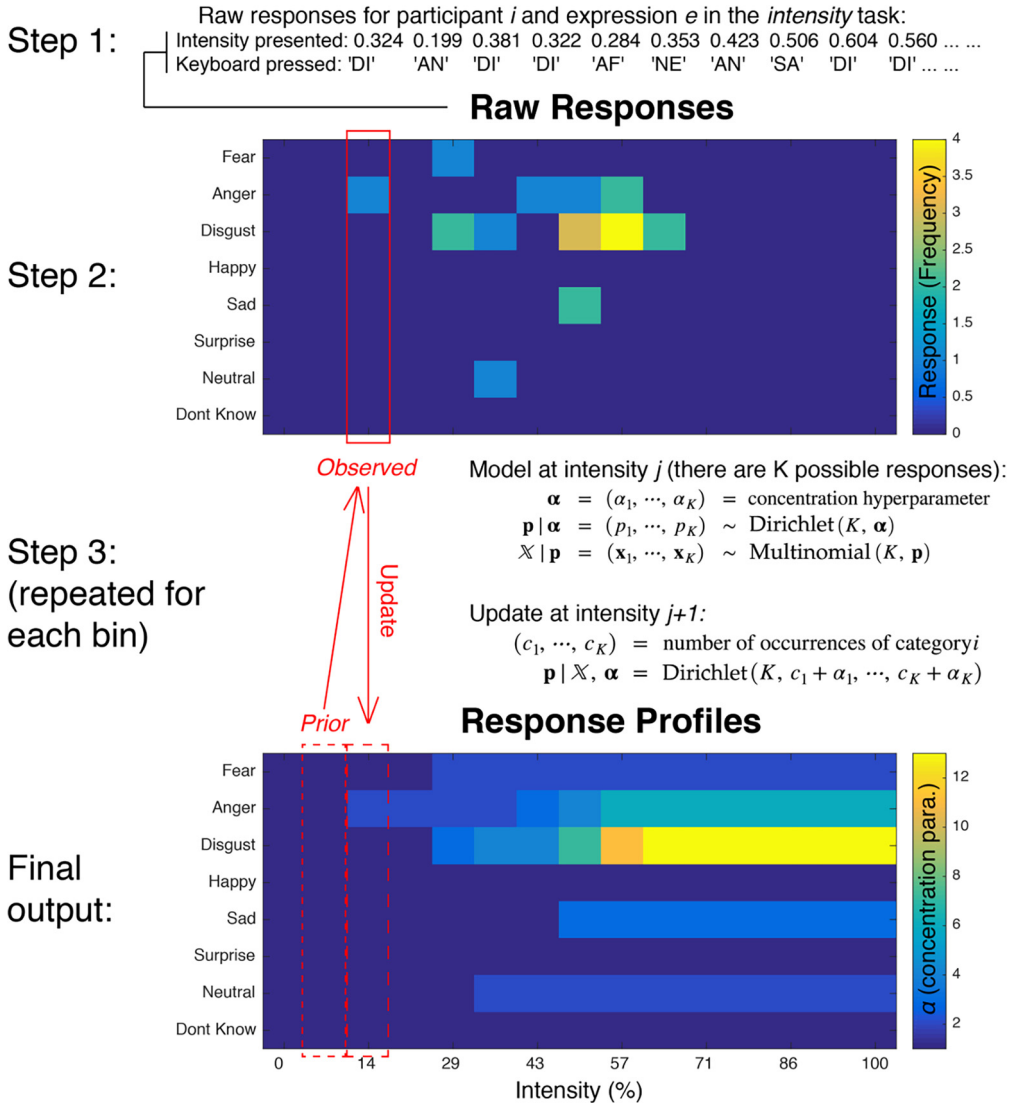 Step 1:
Raw responses for participant i and expression e in the intensity task:
Intensity presented: 0.324 0.199 0.381 0.322 0.284 0.353 0.423 0.506 0.604 0.560 ... ...
Keyboard pressed: 'DI' 'AN' 'DI' 'DI' 'AF' 'NE' 'AN' 'SA' 'DI' 'DI' ... ...
Raw Responses
Step 2:
Fear
Anger
Disgust
Happy
Sad
Surprise
Neutral
Dont Know
4
3.5
3
2.5
2
1.5
1
0.5
0
Response (Frequency)
Observed
Step 3:
(repeated for
each bin)
Update
Prior
Model at intensity j (there are K possible responses):
α = (α₁, ···, α_K) = concentration hyperparameter
p | α = (p₁, ···, p_K) ~ Dirichlet (K, α)
𝕏 | p = (x₁, ···, x_K) ~ Multinomial (K, p)
Update at intensity j+1:
(c₁, ···, c_K) = number of occurrences of category i
p | 𝕏, α = Dirichlet (K, c₁ + α₁, ···, c_K + α_K)
Response Profiles
Final
output:
Fear
Anger
Disgust
Happy
Sad
Surprise
Neutral
Dont Know
12
10
8
6
4
2
α (concentration para.)
0 14 29 43 57 71 86 100
Intensity (%)